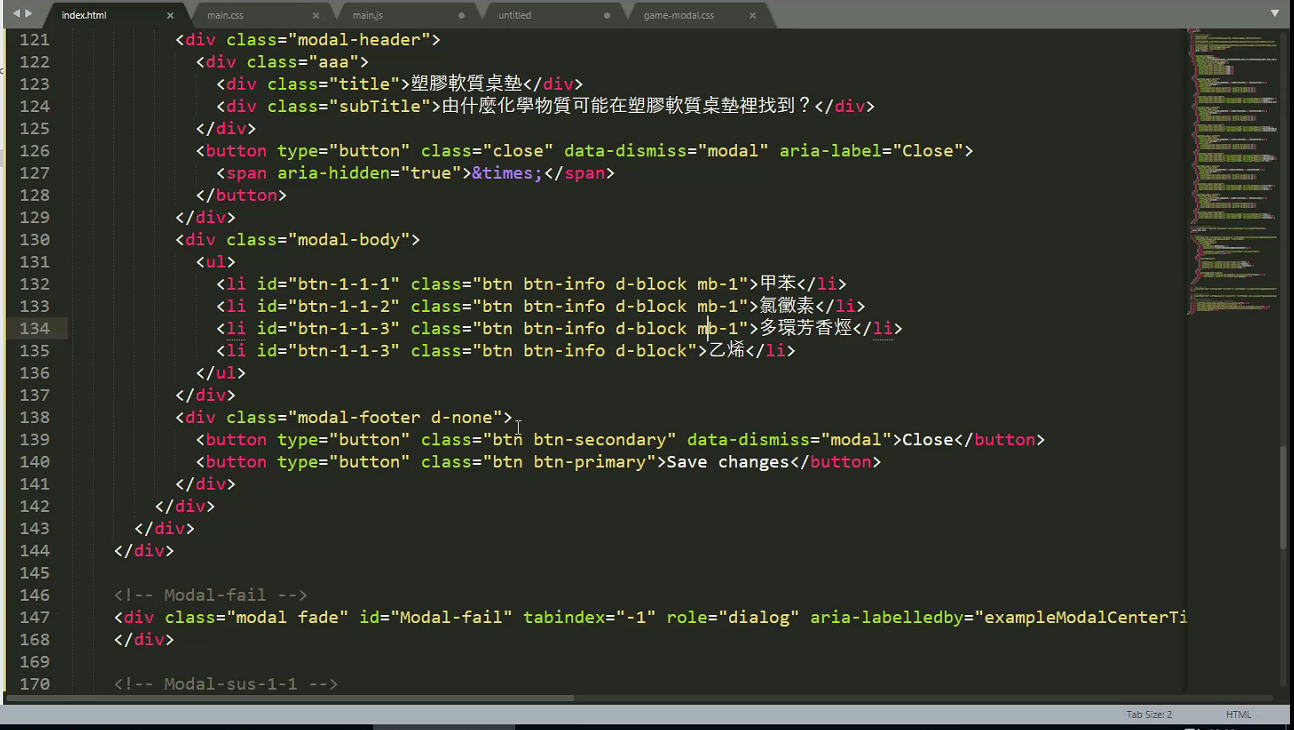 index.html × main.css × main.js untitled game-modal.css ×
121 <div class="modal-header">
122 <div class="aaa">
123 <div class="title">塑膠軟質桌墊</div>
124 <div class="subTitle">由什麼化學物質可能在塑膠軟質桌墊裡找到？</div>
125 </div>
126 <button type="button" class="close" data-dismiss="modal" aria-label="Close">
127 <span aria-hidden="true">&times;</span>
128 </button>
129 </div>
130 <div class="modal-body">
131 <ul>
132 <li id="btn-1-1-1" class="btn btn-info d-block mb-1">甲苯</li>
133 <li id="btn-1-1-2" class="btn btn-info d-block mb-1">氯黴素</li>
134 <li id="btn-1-1-3" class="btn btn-info d-block mb-1">多環芳香烴</li>
135 <li id="btn-1-1-3" class="btn btn-info d-block">乙烯</li>
136 </ul>
137 </div>
138 <div class="modal-footer d-none">
139 <button type="button" class="btn btn-secondary" data-dismiss="modal">Close</button>
140 <button type="button" class="btn btn-primary">Save changes</button>
141 </div>
142 </div>
143 </div>
144 </div>
145
146 <!-- Modal-fail -->
147 <div class="modal fade" id="Modal-fail" tabindex="-1" role="dialog" aria-labelledby="exampleModalCenterTi
168 </div>
169
170 <!-- Modal-sus-1-1 -->
Tab Size: 2 HTML